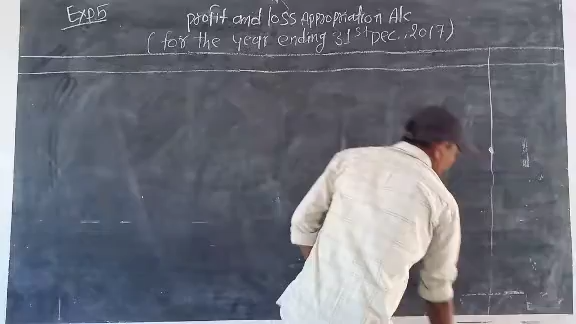 Exp5
profit and loss Appropriation A/c
(for the year ending 31st Dec., 2017)